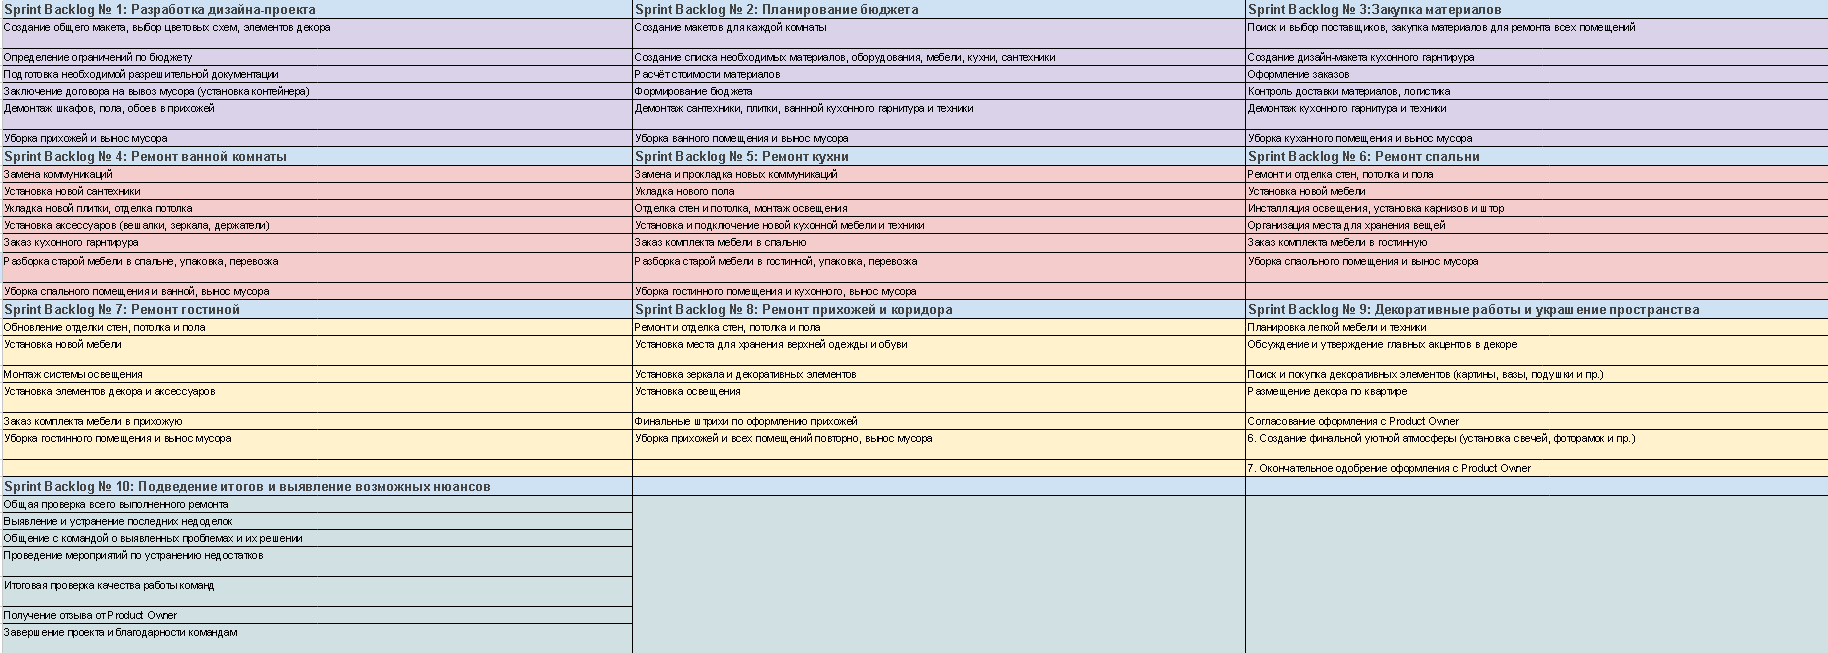 Sprint Backlog № 1: Разработка дизайна-проекта
Создание общего макета, выбор цветовых схем, элементов декора
Определение ограничений по бюджету
Подготовка необходимой разрешительной документации
Заключение договора на вывоз мусора (установка контейнера)
Демонтаж шкафов, пола, обоев в прихожей
Уборка прихожей и вынос мусора
Sprint Backlog № 2: Планирование бюджета
Создание макетов для каждой комнаты
Создание списка необходимых материалов, оборудования, мебели, кухни, сантехники
Расчёт стоимости материалов
Формирование бюджета
Демонтаж сантехники, плитки, ваннной кухонного гарнитура и техники
Уборка ванного помещения и вынос мусора
Sprint Backlog № 3:Закупка материалов
Поиск и выбор поставщиков, закупка материалов для ремонта всех помещений
Создание дизайн-макета кухонного гарнтирура
Оформление заказов
Контроль доставки материалов, логистика
Демонтаж кухонного гарнитура и техники
Уборка куханного помещения и вынос мусора
Sprint Backlog № 4: Ремонт ванной комнаты
Замена коммуникаций
Установка новой сантехники
Укладка новой плитки, отделка потолка
Установка аксессуаров (вешалки, зеркала, держатели)
Заказ кухонного гарнтирура
Разборка старой мебели в спальне, упаковка, перевозка
Уборка спального помещения и ванной, вынос мусора
Sprint Backlog № 5: Ремонт кухни
Замена и прокладка новых коммуникаций
Укладка нового пола
Отделка стен и потолка, монтаж освещения
Установка и подключение новой кухонной мебели и техники
Заказ комплекта мебели в спальню
Разборка старой мебели в гостинной, упаковка, перевозка
Уборка гостинного помещения и кухонного, вынос мусора
Sprint Backlog № 6: Ремонт спальни
Ремонт и отделка стен, потолка и пола
Установка новой мебели
Инсталляция освещения, установка карнизов и штор
Организация места для хранения вещей
Заказ комплекта мебели в гостинную
Уборка спаольного помещения и вынос мусора
Sprint Backlog № 7: Ремонт гостиной
Обновление отделки стен, потолка и пола
Установка новой мебели
Монтаж системы освещения
Установка элементов декора и аксессуаров
Заказ комплекта мебели в прихожую
Уборка гостинного помещения и вынос мусора
Sprint Backlog № 8: Ремонт прихожей и коридора
Ремонт и отделка стен, потолка и пола
Установка места для хранения верхней одежды и обуви
Установка зеркала и декоративных элементов
Установка освещения
Финальные штрихи по оформлению прихожей
Уборка прихожей и всех помещений повторно, вынос мусора
Sprint Backlog № 9: Декоративные работы и украшение пространства
Планировка легкой мебели и техники
Обсуждение и утверждение главных акцентов в декоре
Поиск и покупка декоративных элементов (картины, вазы, подушки и пр.)
Размещение декора по квартире
Согласование оформления с Product Owner
6. Создание финальной уютной атмосферы (установка свечей, фоторамок и пр.)
7. Окончательное одобрение оформления с Product Owner
Sprint Backlog № 10: Подведение итогов и выявление возможных нюансов
Общая проверка всего выполненного ремонта
Выявление и устранение последних недоделок
Общение с командой о выявленных проблемах и их решении
Проведение мероприятий по устранению недостатков
Итоговая проверка качества работы команд
Получение отзыва от Product Owner
Завершение проекта и благодарности командам